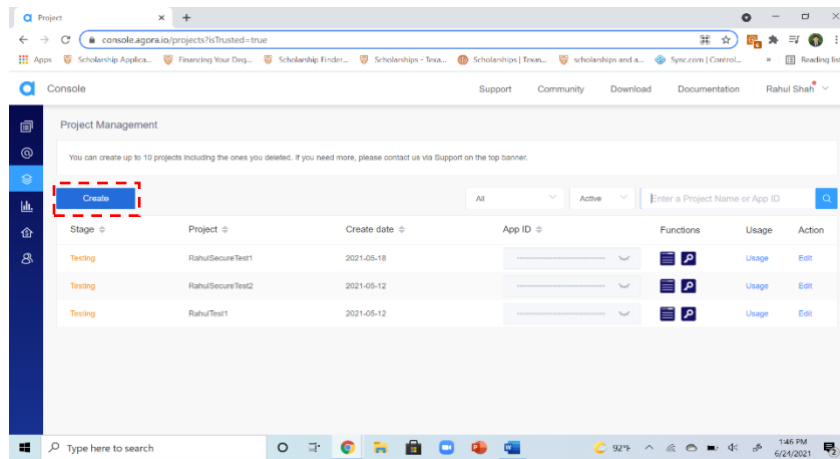 Project
console.agora.io/projects?isTrusted=true
Apps Scholarship Applica... Financing Your Deg... Scholarship Finder... Scholarships - Texa... Scholarships | Texas... scholarships and a... Sync.com | Control... » Reading list
Console Support Community Download Documentation Rahul Shah
Project Management
You can create up to 10 projects including the ones you deleted. If you need more, please contact us via Support on the top banner.
Create All Active Enter a Project Name or App ID
Stage Project Create date App ID Functions Usage Action
Testing RahulSecureTest1 2021-05-18 Usage Edit
Testing RahulSecureTest2 2021-05-12 Usage Edit
Testing RahulTest1 2021-05-12 Usage Edit
Type here to search 92°F 1:46 PM
6/24/2021